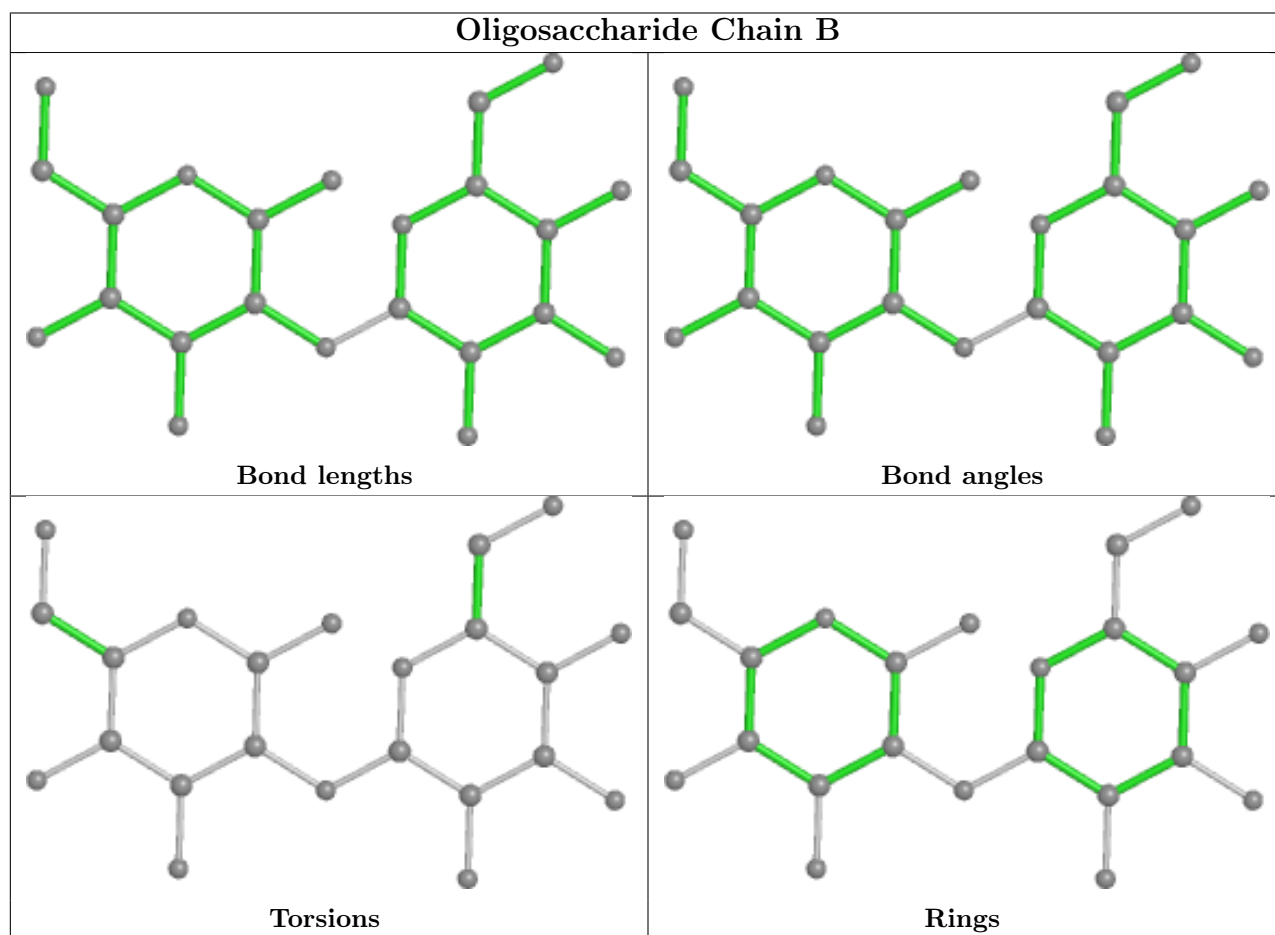 Oligosaccharide Chain B
Bond lengths
Bond angles
Torsions
Rings